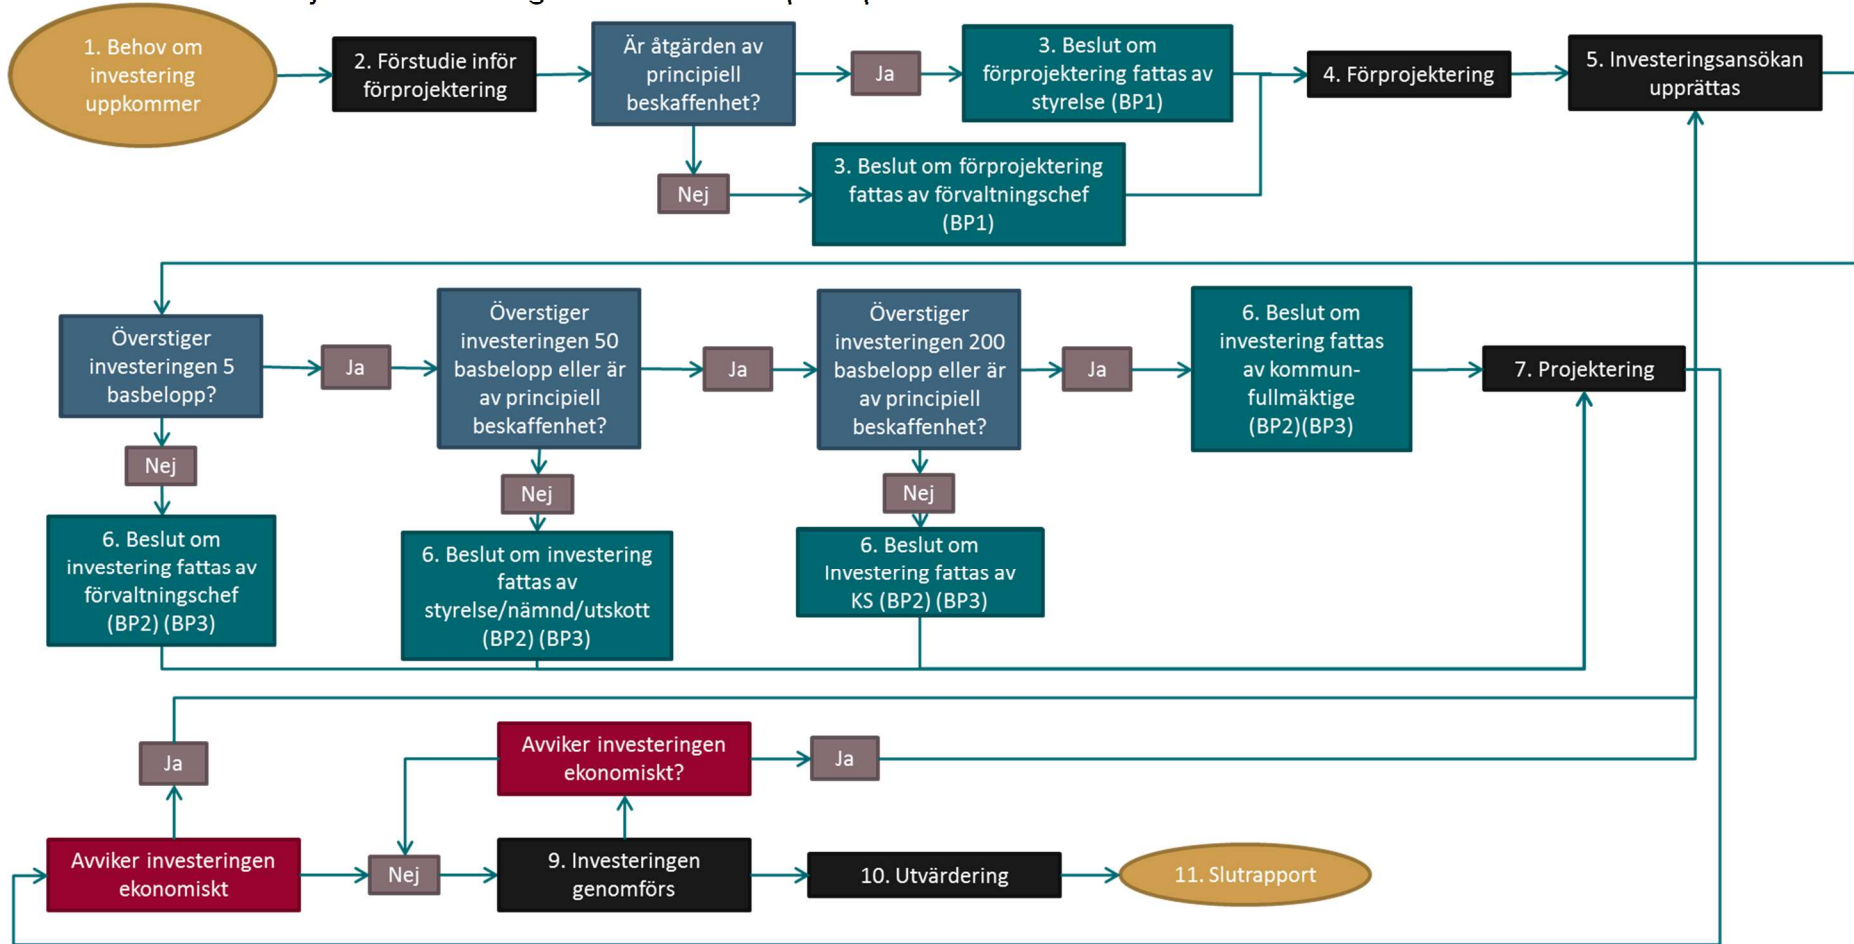 1. Behov om
investering
uppkommer
2. Förstudie inför
förprojektering
Är åtgärden av
principiell
beskaffenhet?
Ja
3. Beslut om
förprojektering fattas av
styrelse (BP1)
4. Förprojektering
5. Investeringsansökan
upprättas
Nej
3. Beslut om förprojektering
fattas av förvaltningschef
(BP1)
Överstiger
investeringen 5
basbelopp?
Ja
Överstiger
investeringen 50
basbelopp eller är
av principiell
beskaffenhet?
Ja
Överstiger
investeringen 200
basbelopp eller är
av principiell
beskaffenhet?
Ja
6. Beslut om
investering fattas
av kommun-
fullmäktige
(BP2)(BP3)
7. Projektering
Nej
Nej
Nej
6. Beslut om
investering fattas av
förvaltningschef
(BP2) (BP3)
6. Beslut om investering
fattas av
styrelse/nämnd/utskott
(BP2) (BP3)
6. Beslut om
Investering fattas av
KS (BP2) (BP3)
Ja
Avviker investeringen
ekonomiskt?
Ja
Avviker investeringen
ekonomiskt
Nej
9. Investeringen
genomförs
10. Utvärdering
11. Slutrapport